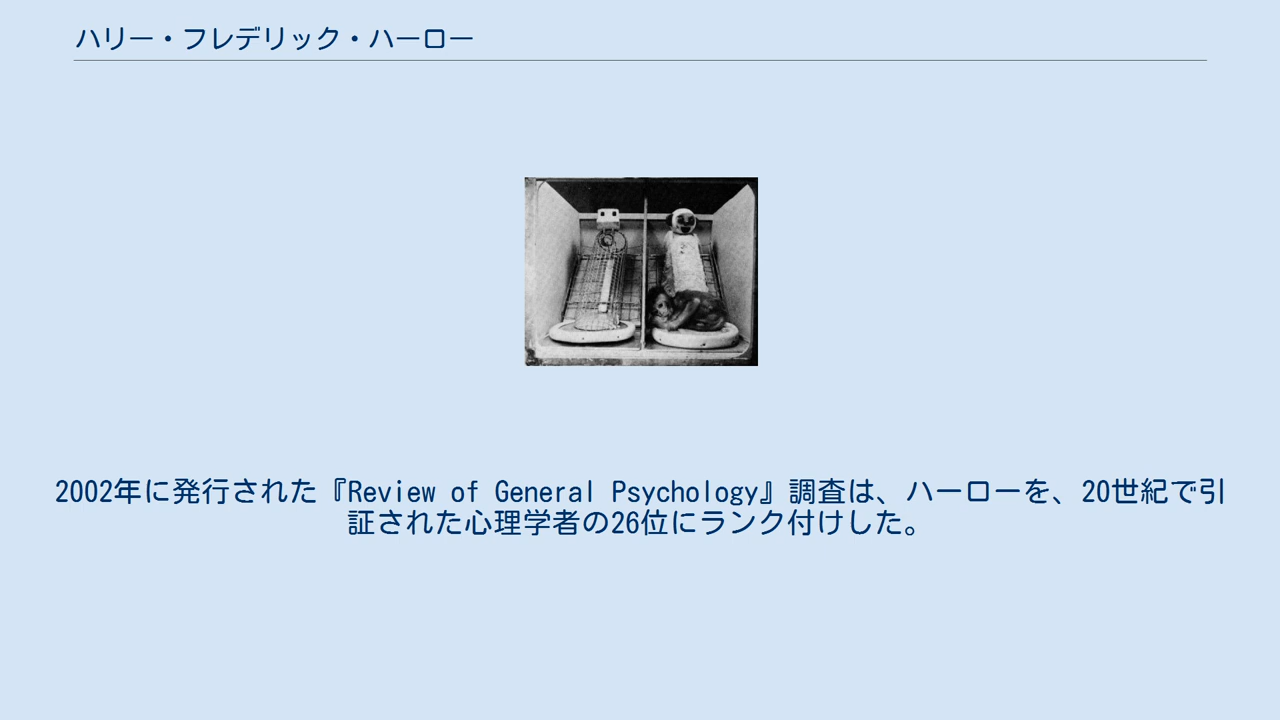 ハリー・フレデリック・ハーロー
2002年に発行された『Review of General Psychology』調査は、ハーローを、20世紀で引
証された心理学者の26位にランク付けした。